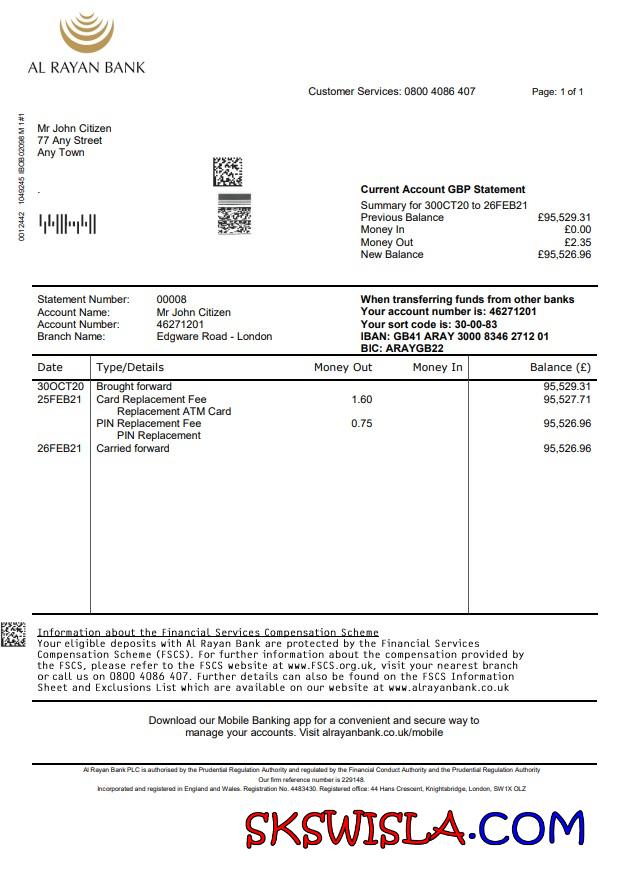 AL RAYAN BANK
Customer Services: 0800 4086 407 Page: 1 of 1
0012442 1049245 IBOB02098 M 1#1
Mr John Citizen
77 Any Street
Any Town
.
Current Account GBP Statement
Summary for 30OCT20 to 26FEB21
Previous Balance £95,529.31
Money In £0.00
Money Out £2.35
New Balance £95,526.96
Statement Number: 00008
Account Name: Mr John Citizen
Account Number: 46271201
Branch Name: Edgware Road - London
When transferring funds from other banks
Your account number is: 46271201
Your sort code is: 30-00-83
IBAN: GB41 ARAY 3000 8346 2712 01
BIC: ARAYGB22
Date Type/Details Money Out Money In Balance (£)
30OCT20 Brought forward 95,529.31
25FEB21 Card Replacement Fee 1.60 95,527.71
Replacement ATM Card
PIN Replacement Fee 0.75 95,526.96
PIN Replacement
26FEB21 Carried forward 95,526.96
Information about the Financial Services Compensation Scheme
Your eligible deposits with Al Rayan Bank are protected by the Financial Services
Compensation Scheme (FSCS). For further information about the compensation provided by
the FSCS, please refer to the FSCS website at www.FSCS.org.uk, visit your nearest branch
or call us on 0800 4086 407. Further details can also be found on the FSCS Information
Sheet and Exclusions List which are available on our website at www.alrayanbank.co.uk
Download our Mobile Banking app for a convenient and secure way to
manage your accounts. Visit alrayanbank.co.uk/mobile
Al Rayan Bank PLC is authorised by the Prudential Regulation Authority and regulated by the Financial Conduct Authority and the Prudential Regulation Authority
Our firm reference number is 229148.
Incorporated and registered in England and Wales. Registration No. 4483430. Registered office: 44 Hans Crescent, Knightsbridge, London, SW1X OLZ
SKSWISLA.COM